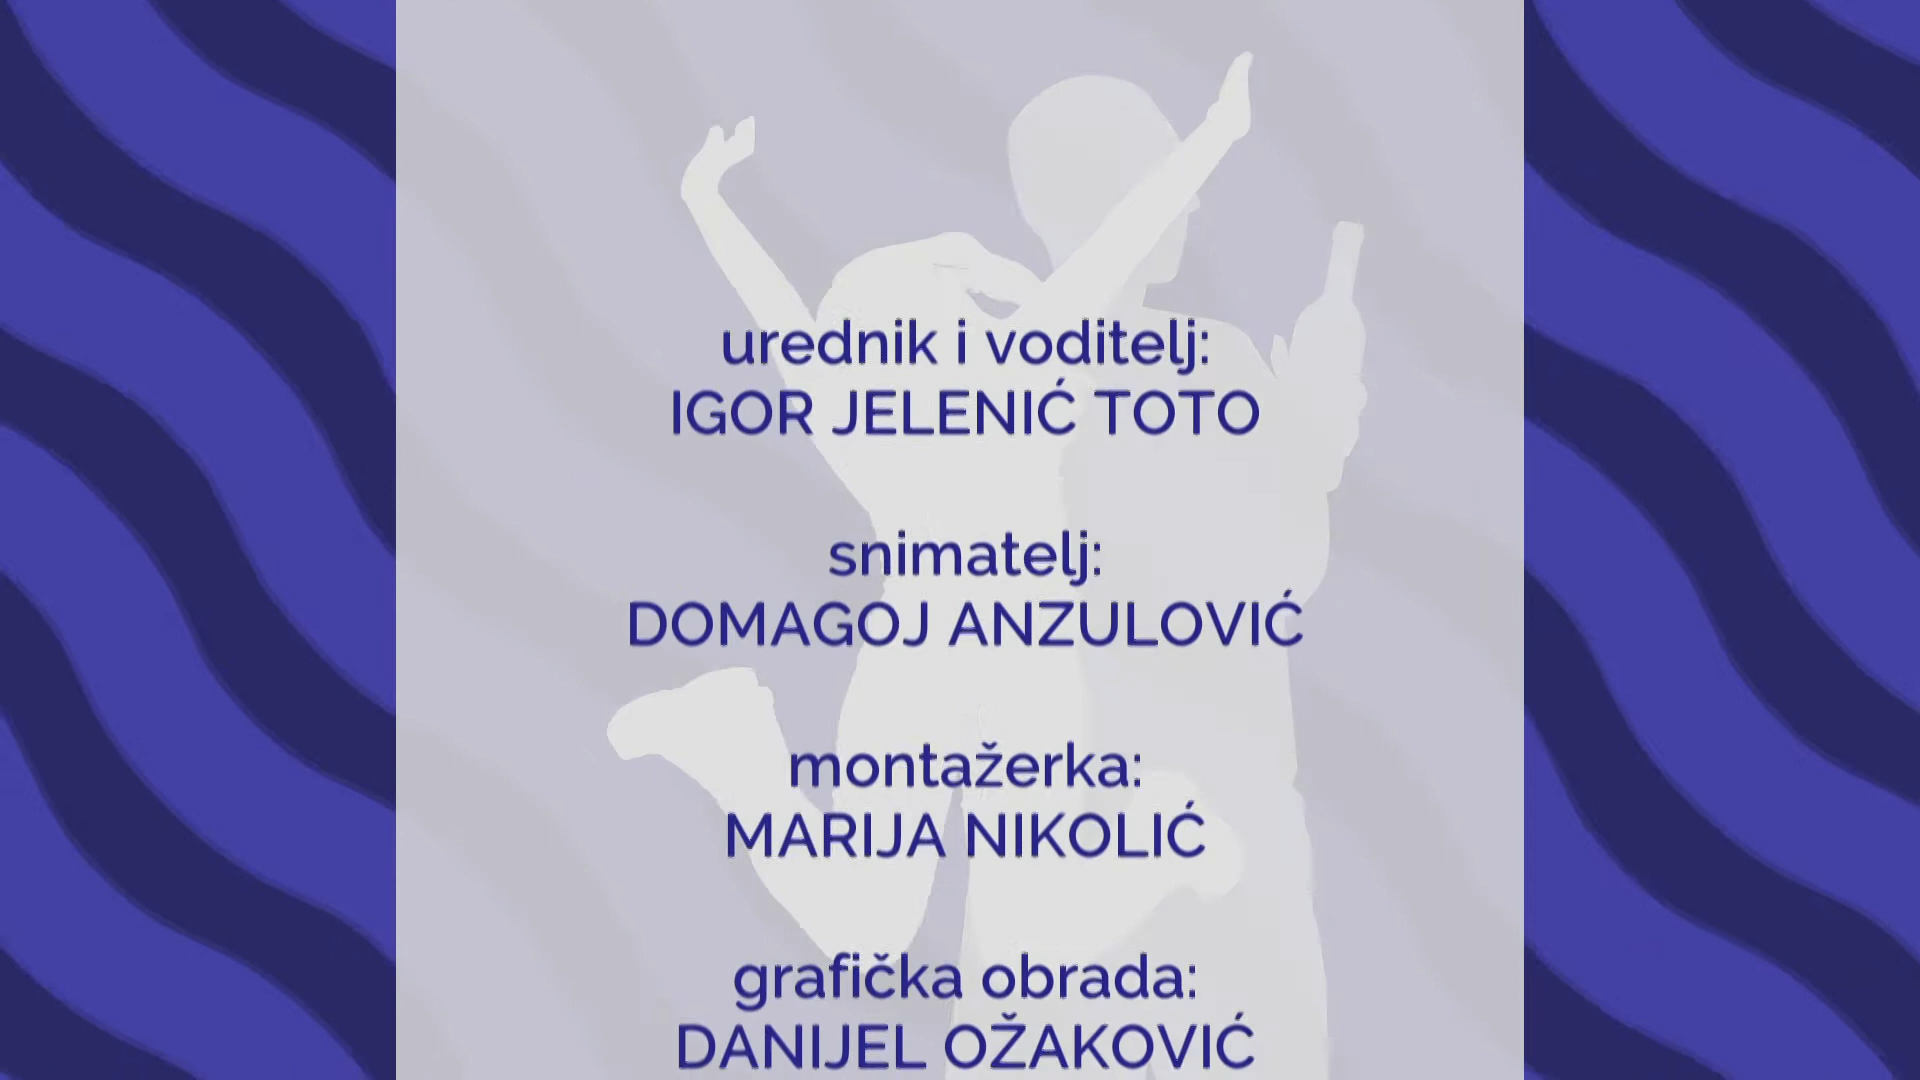 urednik i voditelj:
IGOR JELENIĆ TOTO
snimatelj:
DOMAGOJ ANZULOVIĆ
montažerka:
MARIJA NIKOLIĆ
grafička obrada:
DANIJEL OŽAKOVIĆ